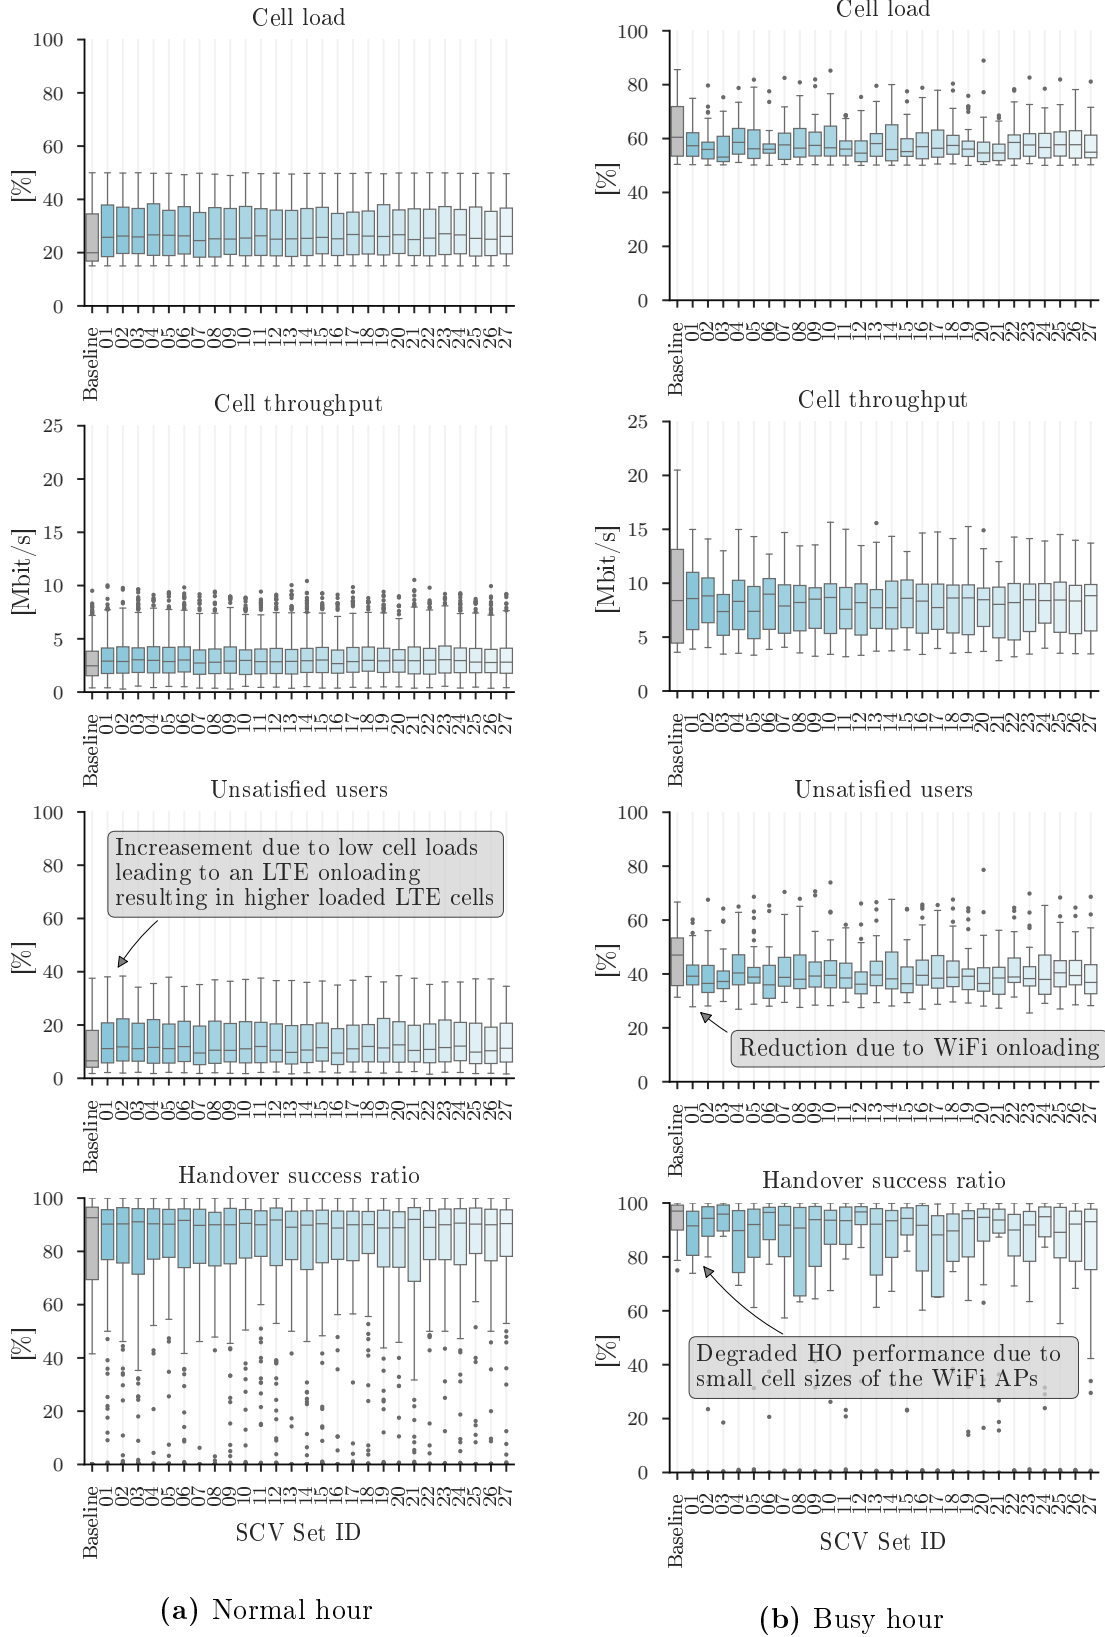 Cell load
100
80
60
40
20
0
[%]
Baseline 01 02 03 04 05 06 07 08 09 10 11 12 13 14 15 16 17 18 19 20 21 22 23 24 25 26 27
Cell throughput
25
20
15
10
5
0
[Mbit/s]
Baseline 01 02 03 04 05 06 07 08 09 10 11 12 13 14 15 16 17 18 19 20 21 22 23 24 25 26 27
Unsatisfied users
100
80
60
40
20
0
[%]
Increasement due to low cell loads
leading to an LTE onloading
resulting in higher loaded LTE cells
Baseline 01 02 03 04 05 06 07 08 09 10 11 12 13 14 15 16 17 18 19 20 21 22 23 24 25 26 27
Handover success ratio
100
80
60
40
20
0
[%]
Baseline 01 02 03 04 05 06 07 08 09 10 11 12 13 14 15 16 17 18 19 20 21 22 23 24 25 26 27
SCV Set ID
(a) Normal hour
Cell load
100
80
60
40
20
0
[%]
Baseline 01 02 03 04 05 06 07 08 09 10 11 12 13 14 15 16 17 18 19 20 21 22 23 24 25 26 27
Cell throughput
25
20
15
10
5
0
[Mbit/s]
Baseline 01 02 03 04 05 06 07 08 09 10 11 12 13 14 15 16 17 18 19 20 21 22 23 24 25 26 27
Unsatisfied users
100
80
60
40
20
0
[%]
Reduction due to WiFi onloading
Baseline 01 02 03 04 05 06 07 08 09 10 11 12 13 14 15 16 17 18 19 20 21 22 23 24 25 26 27
Handover success ratio
100
80
60
40
20
0
[%]
Degraded HO performance due to
small cell sizes of the WiFi APs
Baseline 01 02 03 04 05 06 07 08 09 10 11 12 13 14 15 16 17 18 19 20 21 22 23 24 25 26 27
SCV Set ID
(b) Busy hour